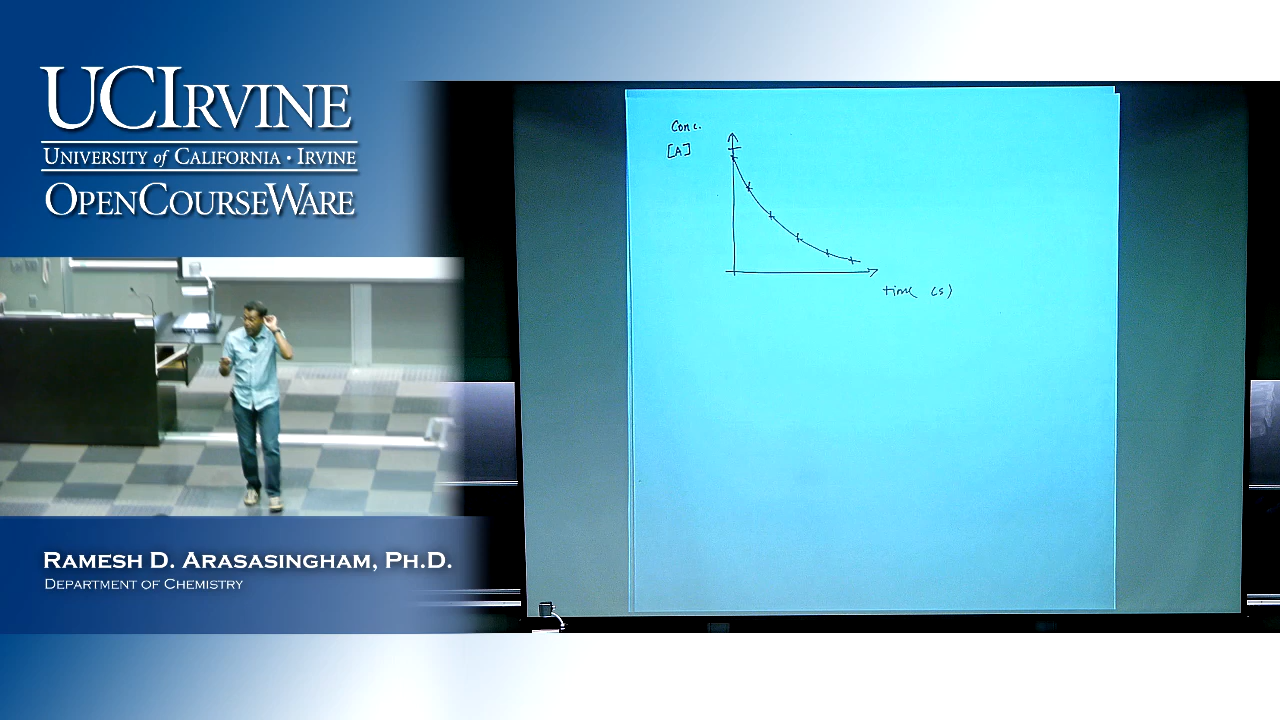 UCIRVINE
UNIVERSITY of CALIFORNIA · IRVINE
OPENCOURSEWARE
RAMESH D. ARASASINGHAM, PH.D.
DEPARTMENT OF CHEMISTRY
Conc.
[A]
time (s)